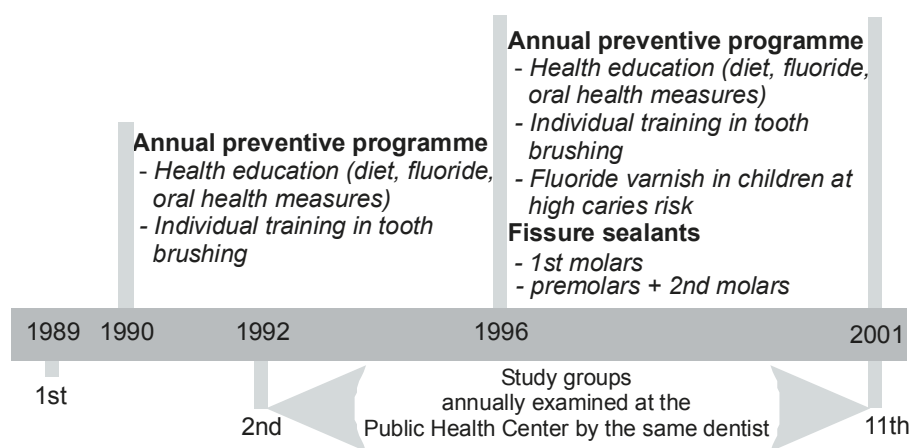 Annual preventive programme
- Health education (diet, fluoride,
oral health measures)
- Individual training in tooth
brushing
Annual preventive programme
- Health education (diet, fluoride,
oral health measures)
- Individual training in tooth
brushing
- Fluoride varnish in children at
high caries risk
Fissure sealants
- 1st molars
- premolars + 2nd molars
1989 1990 1992 1996 2001
1st
2nd
Study groups
annually examined at the
Public Health Center by the same dentist
11th